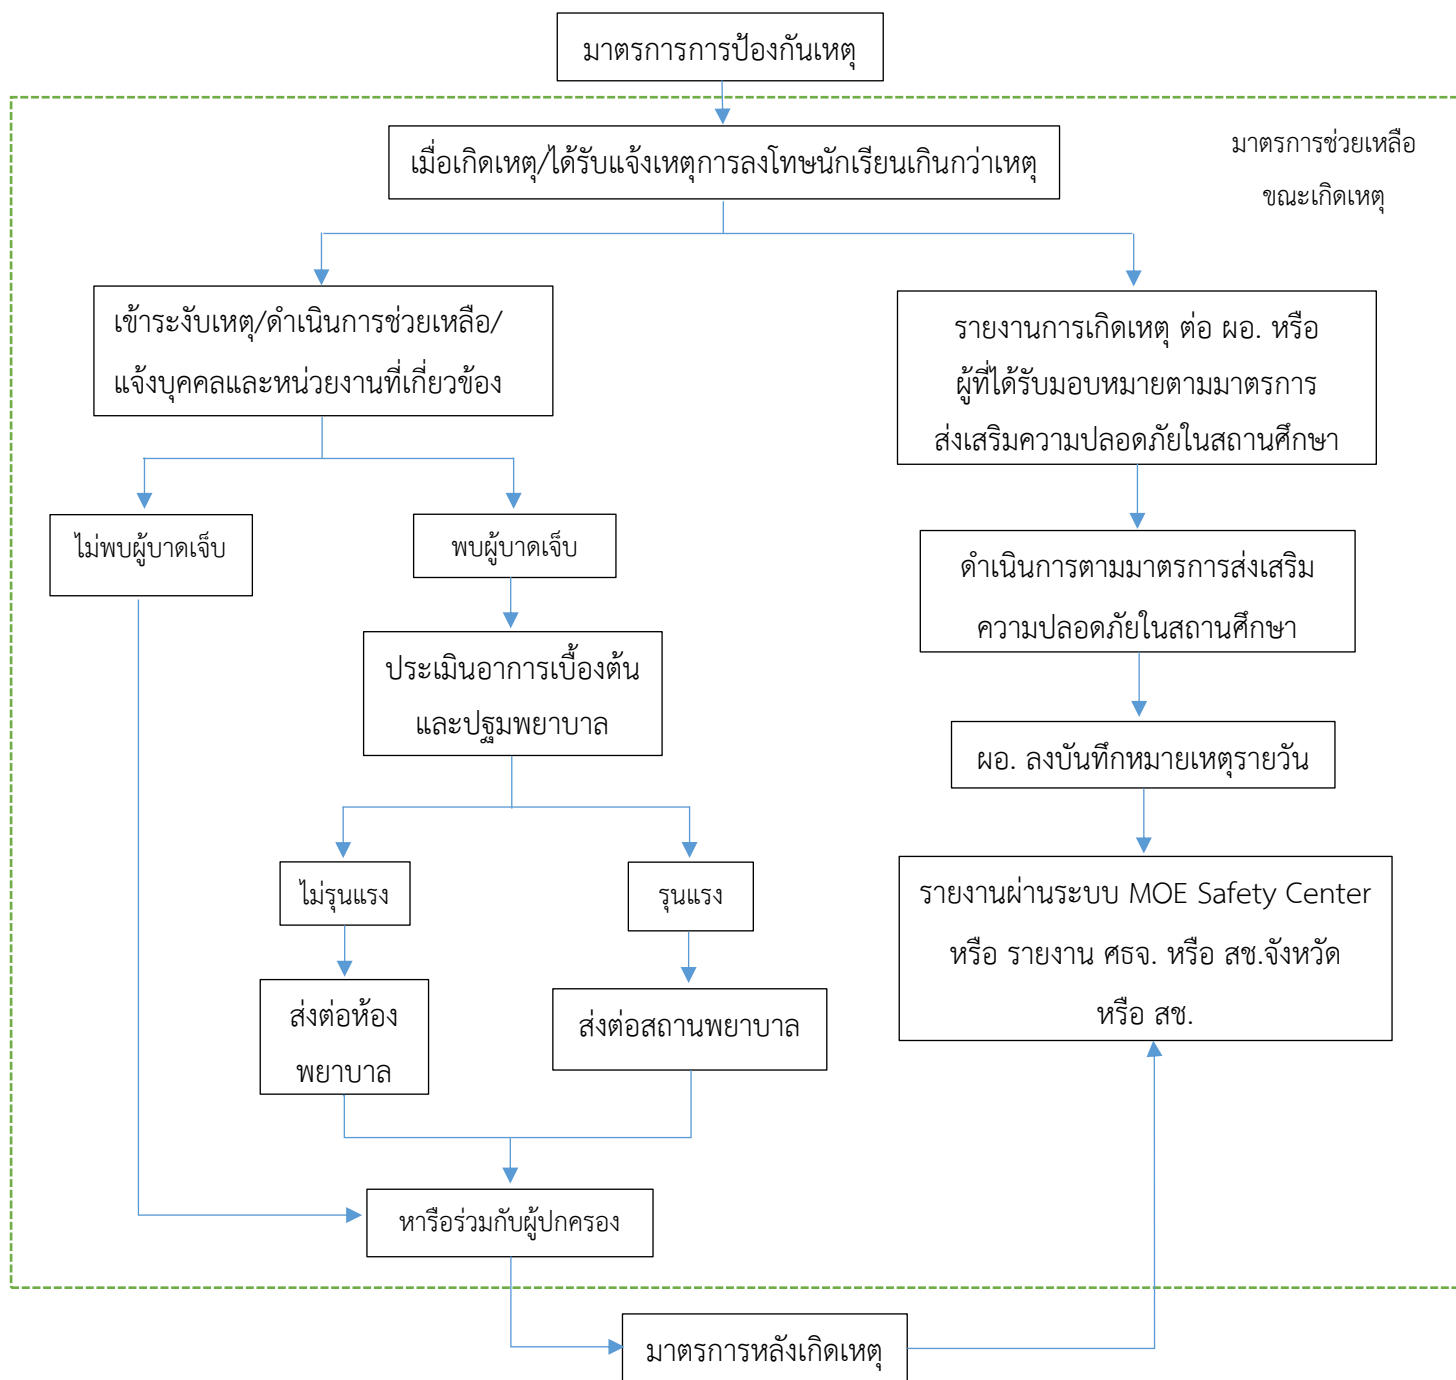 มาตรการการป้องกันเหตุ
เมื่อเกิดเหตุ/ได้รับแจ้งเหตุการลงโทษนักเรียนเกินกว่าเหตุ
มาตรการช่วยเหลือ
ขณะเกิดเหตุ
เข้าระงับเหตุ/ดำเนินการช่วยเหลือ/
แจ้งบุคคลและหน่วยงานที่เกี่ยวข้อง
รายงานการเกิดเหตุ ต่อ ผอ. หรือ
ผู้ที่ได้รับมอบหมายตามมาตรการ
ส่งเสริมความปลอดภัยในสถานศึกษา
ไม่พบผู้บาดเจ็บ
พบผู้บาดเจ็บ
ดำเนินการตามมาตรการส่งเสริม
ความปลอดภัยในสถานศึกษา
ประเมินอาการเบื้องต้น
และปฐมพยาบาล
ผอ. ลงบันทึกหมายเหตุรายวัน
ไม่รุนแรง
รุนแรง
รายงานผ่านระบบ MOE Safety Center
หรือ รายงาน ศธจ. หรือ สช.จังหวัด
หรือ สช.
ส่งต่อห้อง
พยาบาล
ส่งต่อสถานพยาบาล
หารือร่วมกับผู้ปกครอง
มาตรการหลังเกิดเหตุ